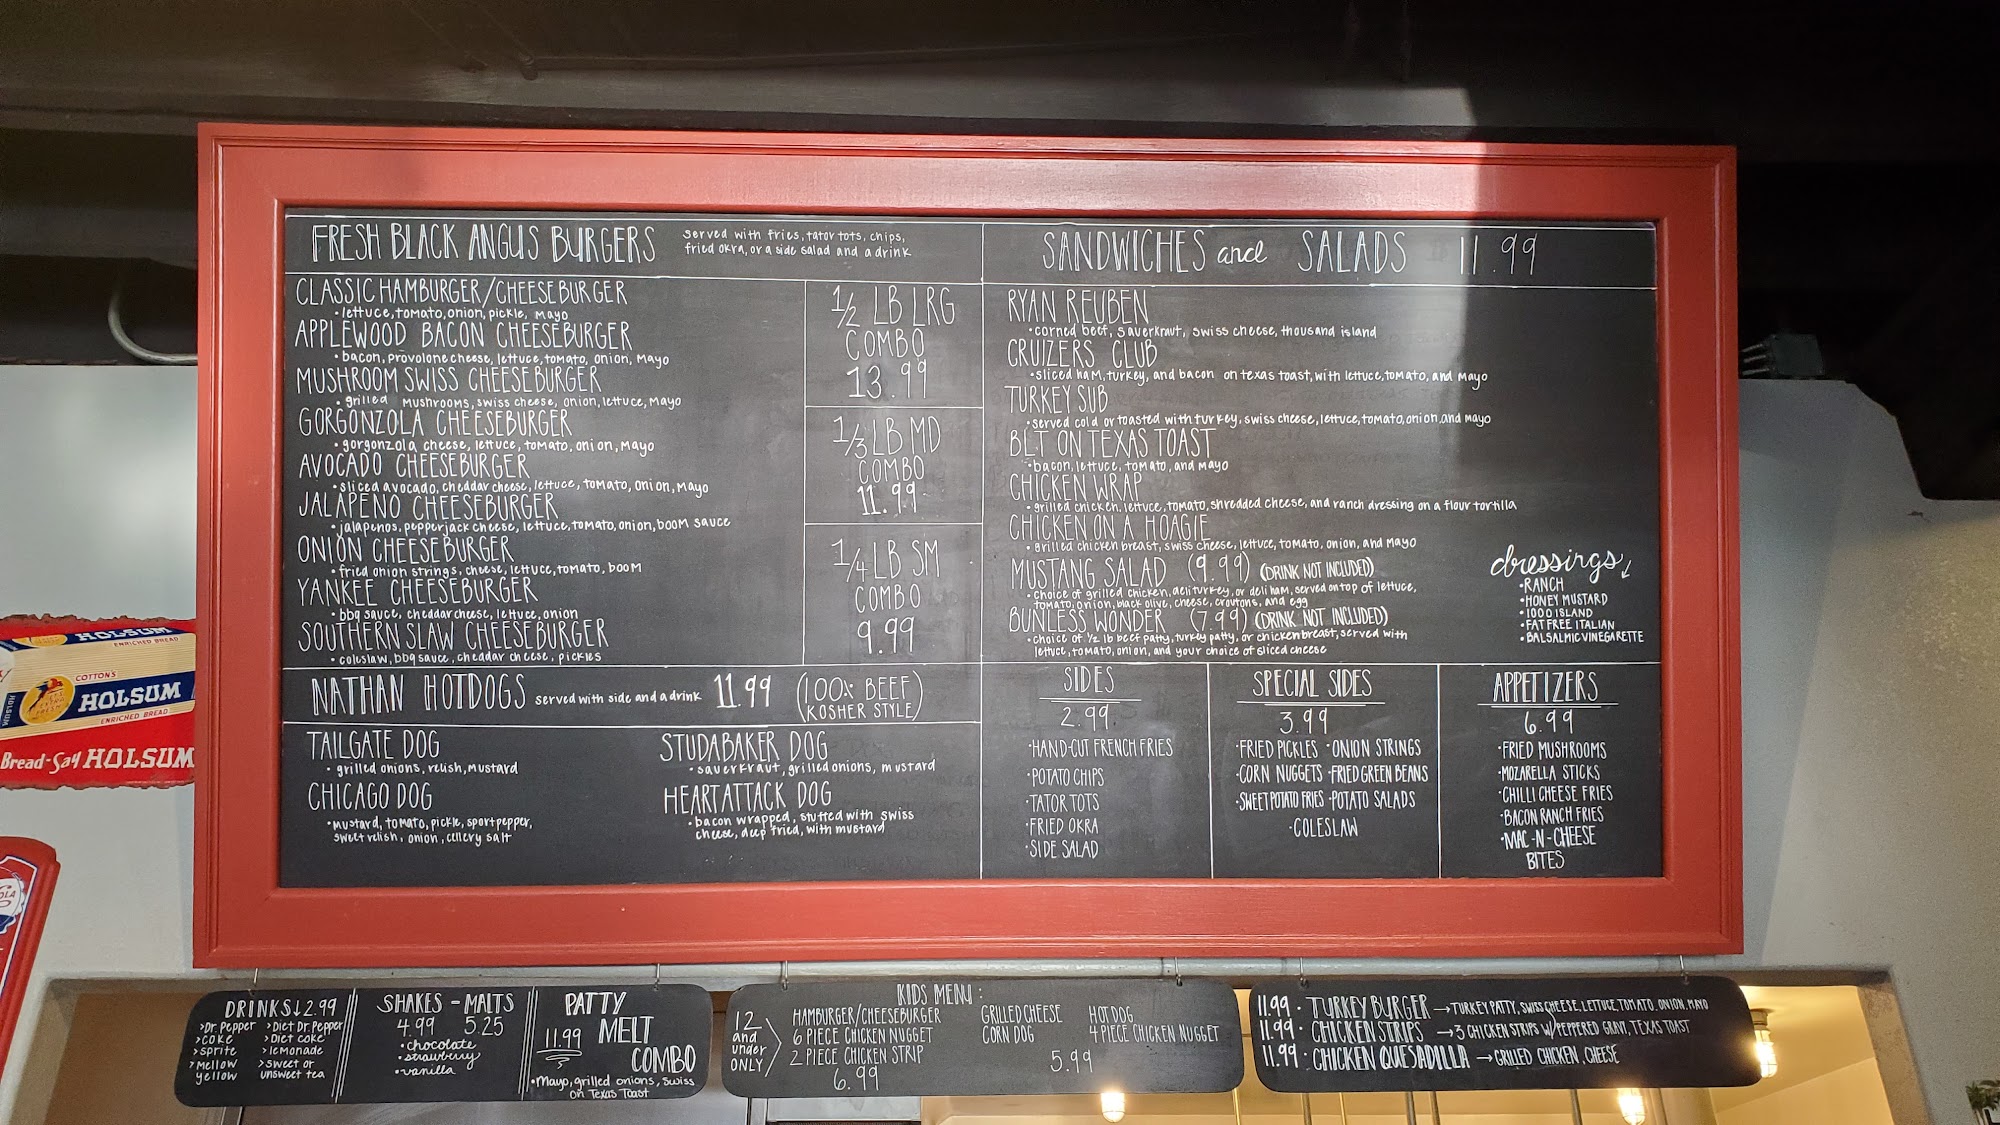 FRESH BLACK ANGUS BURGERS
served with fries, tator tots, chips,
fried okra, or a side salad and a drink
CLASSIC HAMBURGER/CHEESEBURGER
• lettuce, tomato, onion, pickle, mayo
APPLEWOOD BACON CHEESEBURGER
• bacon, provolone cheese, lettuce, tomato, onion, mayo
MUSHROOM SWISS CHEESEBURGER
• grilled mushrooms, swiss cheese, onion, lettuce, mayo
GORGONZOLA CHEESEBURGER
• gorgonzola cheese, lettuce, tomato, onion, mayo
AVOCADO CHEESEBURGER
• sliced avocado, cheddar cheese, lettuce, tomato, onion, mayo
JALAPENO CHEESEBURGER
• jalapenos, pepperjack cheese, lettuce, tomato, onion, boom sauce
ONION CHEESEBURGER
• fried onion strings, cheese, lettuce, tomato, boom
YANKEE CHEESEBURGER
• bbq sauce, cheddar cheese, lettuce, onion
SOUTHERN SLAW CHEESEBURGER
• coleslaw, bbq sauce, cheddar cheese, pickles
1/2 LB LRG
COMBO
13.99
1/3 LB MD
COMBO
11.99
1/4 LB SM
COMBO
9.99
NATHAN HOTDOGS served with side and a drink 11.99
(100% BEEF
KOSHER STYLE)
TAILGATE DOG
• grilled onions, relish, mustard
CHICAGO DOG
• mustard, tomato, pickle, sport pepper,
sweet relish, onion, cellery salt
STUDABAKER DOG
• sauerkraut, grilled onions, mustard
HEARTATTACK DOG
• bacon wrapped, stuffed with swiss
cheese, deep fried, with mustard
SANDWICHES and SALADS 11.99
RYAN REUBEN
• corned beef, sauerkraut, swiss cheese, thousand island
CRUIZERS CLUB
• sliced ham, turkey, and bacon on texas toast, with lettuce, tomato, and mayo
TURKEY SUB
• served cold or toasted with turkey, swiss cheese, lettuce, tomato, onion and mayo
BLT ON TEXAS TOAST
• bacon, lettuce, tomato, and mayo
CHICKEN WRAP
• grilled chicken, lettuce, tomato, shredded cheese, and ranch dressing on a flour tortilla
CHICKEN ON A HOAGIE
• grilled chicken breast, swiss cheese, lettuce, tomato, onion, and mayo
MUSTANG SALAD (9.99) (DRINK NOT INCLUDED)
• choice of grilled chicken, deli turkey, or deli ham, served on top of lettuce,
tomato, onion, black olive, cheese, croutons, and egg
BUNLESS WONDER (7.99) (DRINK NOT INCLUDED)
• choice of 1/2 lb beef patty, turkey patty, or chicken breast, served with
lettuce, tomato, onion, and your choice of sliced cheese
dressings
• RANCH
• HONEY MUSTARD
• 1000 ISLAND
• FAT FREE ITALIAN
• BALSALMIC VINEGARETTE
SIDES
2.99
• HAND-CUT FRENCH FRIES
• POTATO CHIPS
• TATOR TOTS
• FRIED OKRA
• SIDE SALAD
SPECIAL SIDES
3.99
• FRIED PICKLES • ONION STRINGS
• CORN NUGGETS • FRIED GREEN BEANS
• SWEET POTATO FRIES • POTATO SALADS
• COLESLAW
APPETIZERS
6.99
• FRIED MUSHROOMS
• MOZARELLA STICKS
• CHILLI CHEESE FRIES
• BACON RANCH FRIES
• MAC-N-CHEESE
BITES
HOLSUM
ENRICHED BREAD
COTTON'S
HOLSUM
HOLSUM
ENRICHED BREAD
Bread-Say HOLSUM
DRINKS↓2.99
>Dr. Pepper >Diet Dr. Pepper
>coke >Diet coke
>sprite >lemonade
>mellow yellow >sweet or unsweet tea
SHAKES - MALTS
4.99 5.25
• chocolate
• strawberry
• vanilla
PATTY
MELT
COMBO
11.99
• Mayo, grilled onions, swiss
on Texas Toast
KIDS MENU:
12
and
under
ONLY
HAMBURGER/CHEESEBURGER
6 PIECE CHICKEN NUGGET
2 PIECE CHICKEN STRIP
6.99
GRILLED CHEESE HOT DOG
CORN DOG 4 PIECE CHICKEN NUGGET
5.99
11.99 • TURKEY BURGER → TURKEY PATTY, SWISS CHEESE, LETTUCE, TOMATO, ONION, MAYO
11.99 • CHICKEN STRIPS → 3 CHICKEN STRIPS W/PEPPERED GRAVY, TEXAS TOAST
11.99 • CHICKEN QUESADILLA → GRILLED CHICKEN, CHEESE